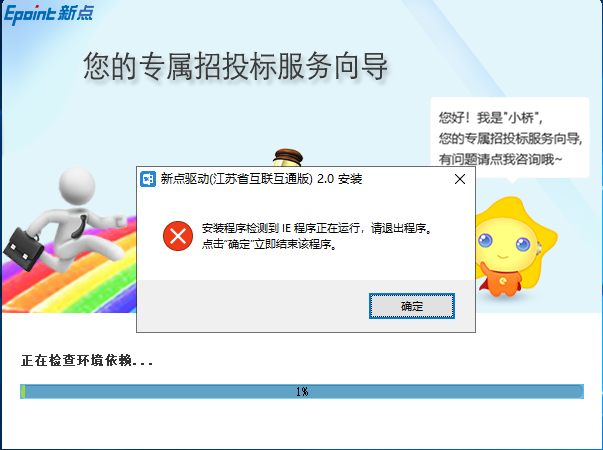 Epoint 新点
您的专属招投标服务向导
您好！我是"小桥"，
您的专属招投标服务向导，
有问题请点我咨询哦~
新点驱动(江苏省互联互通版) 2.0 安装
安装程序检测到 IE 程序正在运行，请退出程序。
点击“确定”立即结束该程序。
确定
正在检查环境依赖...
1%